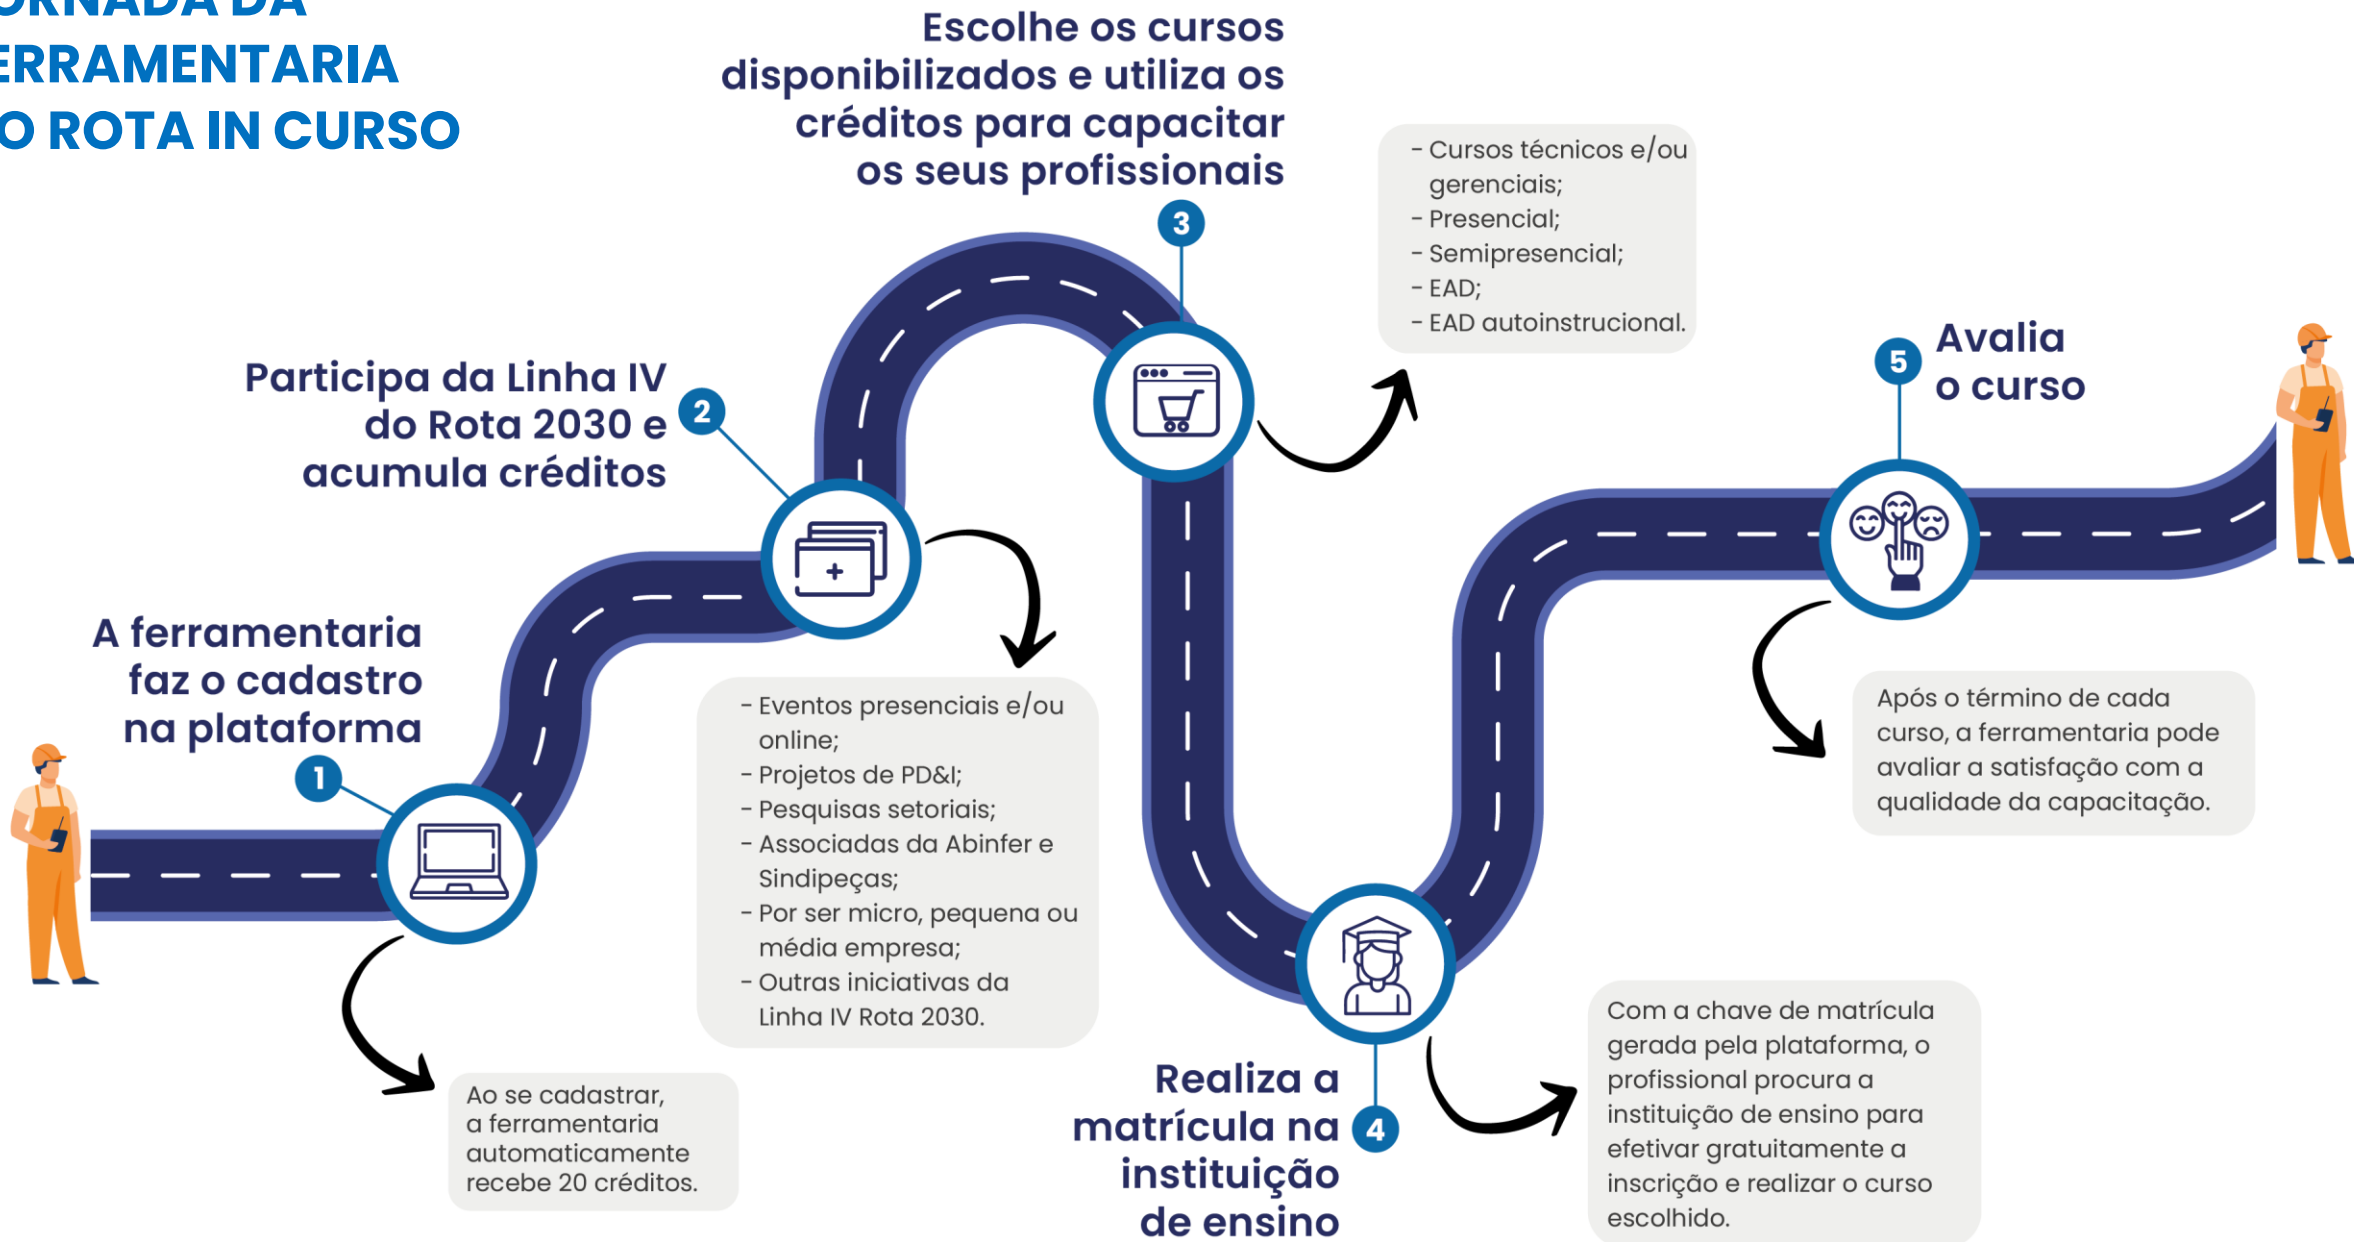 ORNADA DA
ERRAMENTARIA
O ROTA IN CURSO
A ferramentaria
faz o cadastro
na plataforma
1
Ao se cadastrar,
a ferramentaria
automaticamente
recebe 20 créditos.
Participa da Linha IV
do Rota 2030 e
acumula créditos
2
- Eventos presenciais e/ou
online;
- Projetos de PD&I;
- Pesquisas setoriais;
- Associadas da Abinfer e
Sindipeças;
- Por ser micro, pequena ou
média empresa;
- Outras iniciativas da
Linha IV Rota 2030.
Escolhe os cursos
disponibilizados e utiliza os
créditos para capacitar
os seus profissionais
3
- Cursos técnicos e/ou
gerenciais;
- Presencial;
- Semipresencial;
- EAD;
- EAD autoinstrucional.
Realiza a
matrícula na
instituição
de ensino
4
Com a chave de matrícula
gerada pela plataforma, o
profissional procura a
instituição de ensino para
efetivar gratuitamente a
inscrição e realizar o curso
escolhido.
5
Avalia
o curso
Após o término de cada
curso, a ferramentaria pode
avaliar a satisfação com a
qualidade da capacitação.